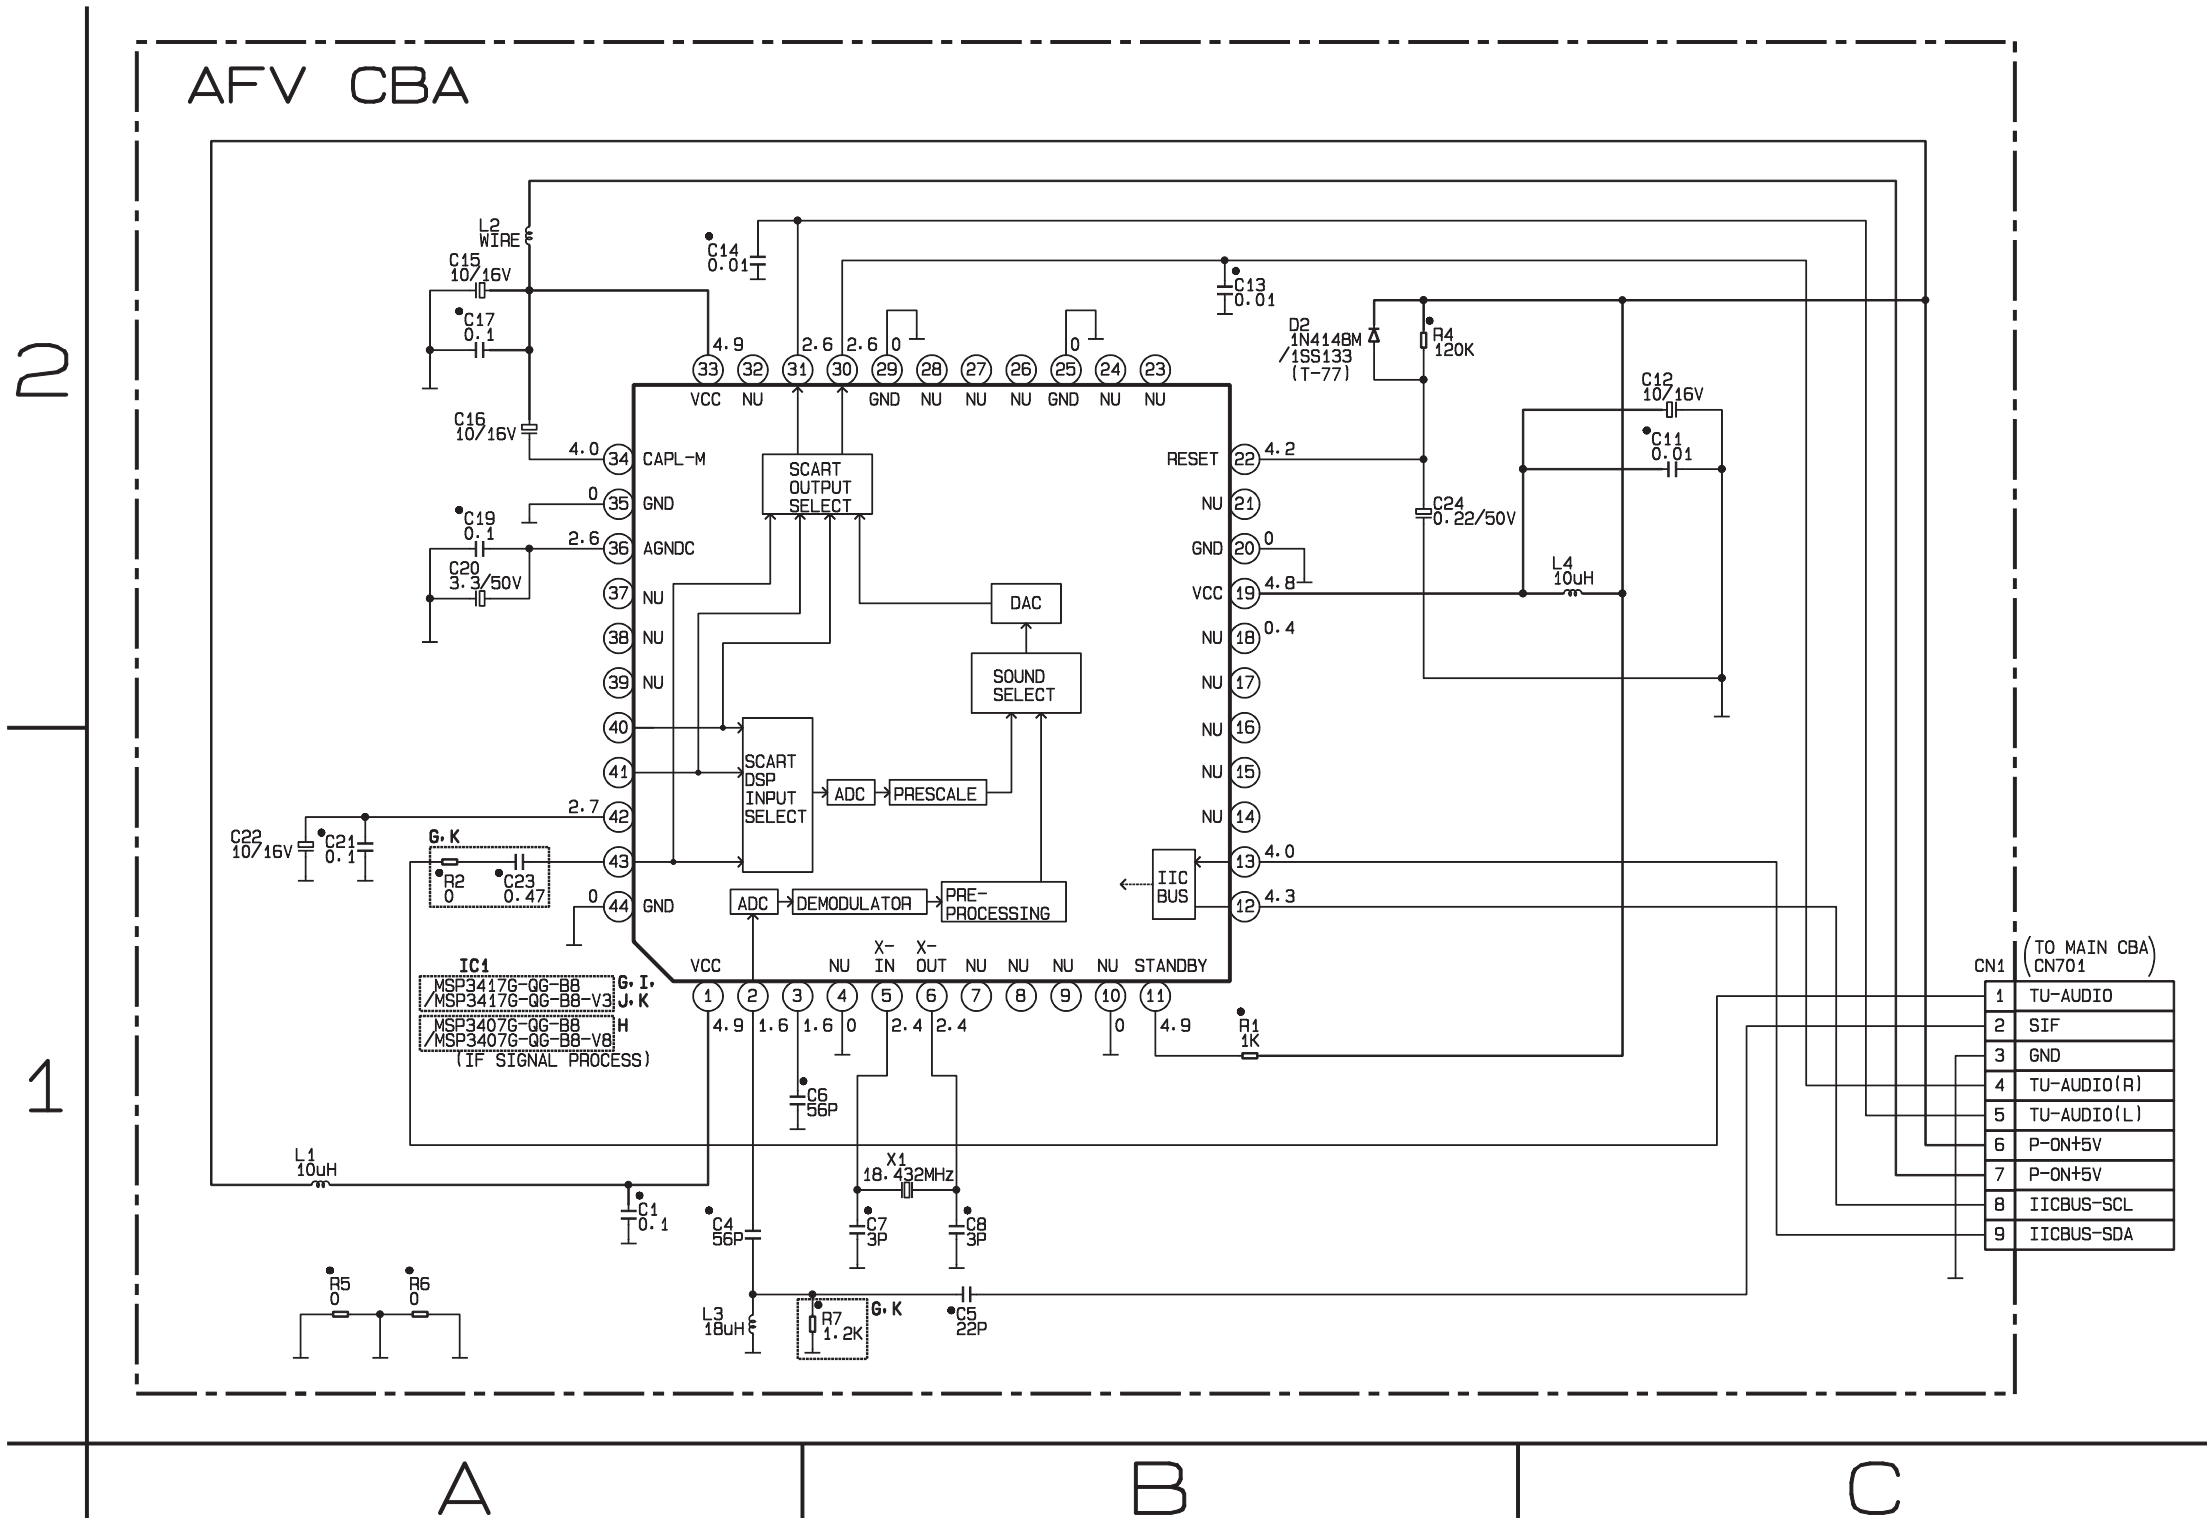 AFV CBA
2
1
A
B
C
L2
WIRE
C15
10/16V
C17
0.1
C16
10/16V
C14
0.01
C13
0.01
D2
1N4148M
/1SS133
(T-77)
R4
120K
C12
10/16V
C11
0.01
4.9
2.6
2.6
0
0
33
32
31
30
29
28
27
26
25
24
23
VCC
NU
GND
NU
NU
NU
GND
NU
NU
4.0
34
CAPL-M
0
35
GND
C19
0.1
2.6
36
AGNDC
C20
3.3/50V
37
NU
38
NU
39
NU
40
41
2.7
42
43
0
44
GND
C22
10/16V
C21
0.1
G,K
R2
0
C23
0.47
SCART
OUTPUT
SELECT
DAC
SOUND
SELECT
SCART
DSP
INPUT
SELECT
ADC
PRESCALE
ADC
DEMODULATOR
PRE-
PROCESSING
IIC
BUS
RESET
22
4.2
NU
21
GND
20
0
VCC
19
4.8
NU
18
0.4
NU
17
NU
16
NU
15
NU
14
13
4.0
12
4.3
C24
0.22/50V
L4
10uH
IC1
MSP3417G-QG-B8
/MSP3417G-QG-B8-V3
G,I,
J,K
MSP3407G-QG-B8
/MSP3407G-QG-B8-V8
H
(IF SIGNAL PROCESS)
VCC
NU
X-
IN
X-
OUT
NU
NU
NU
NU
STANDBY
1
2
3
4
5
6
7
8
9
10
11
4.9
1.6
1.6
0
2.4
2.4
0
4.9
R1
1K
C6
56P
X1
18.432MHz
C7
3P
C8
3P
L1
10uH
C1
0.1
C4
56P
R5
0
R6
0
L3
18uH
R7
1.2K
G,K
C5
22P
CN1
(TO MAIN CBA)
CN701
1 TU-AUDIO
2 SIF
3 GND
4 TU-AUDIO(R)
5 TU-AUDIO(L)
6 P-ON+5V
7 P-ON+5V
8 IICBUS-SCL
9 IICBUS-SDA